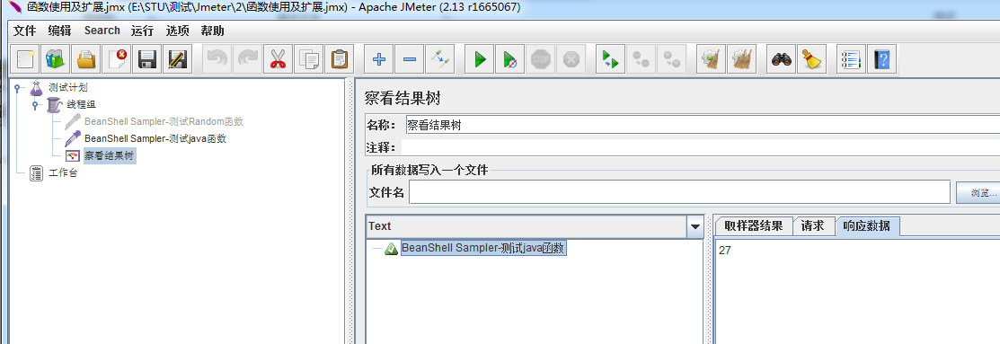 函数使用及扩展.jmx (E:\STU\测试\Jmeter\2\函数使用及扩展.jmx) - Apache JMeter (2.13 r1665067)
文件 编辑 Search 运行 选项 帮助
测试计划
线程组
BeanShell Sampler-测试Random函数
BeanShell Sampler-测试java函数
察看结果树
工作台
察看结果树
名称： 察看结果树
注释：
所有数据写入一个文件
文件名 浏览...
Text
BeanShell Sampler-测试java函数
取样器结果 请求 响应数据
27